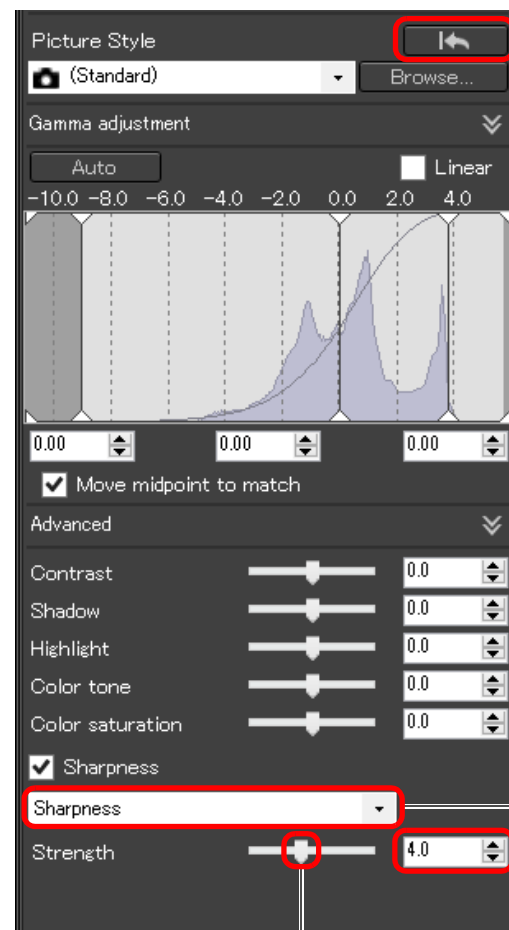 Picture Style
(Standard) Browse...
Gamma adjustment
Auto Linear
-10.0 -8.0 -6.0 -4.0 -2.0 0.0 2.0 4.0
0.00 0.00 0.00
Move midpoint to match
Advanced
Contrast 0.0
Shadow 0.0
Highlight 0.0
Color tone 0.0
Color saturation 0.0
Sharpness
Sharpness
Strength 4.0